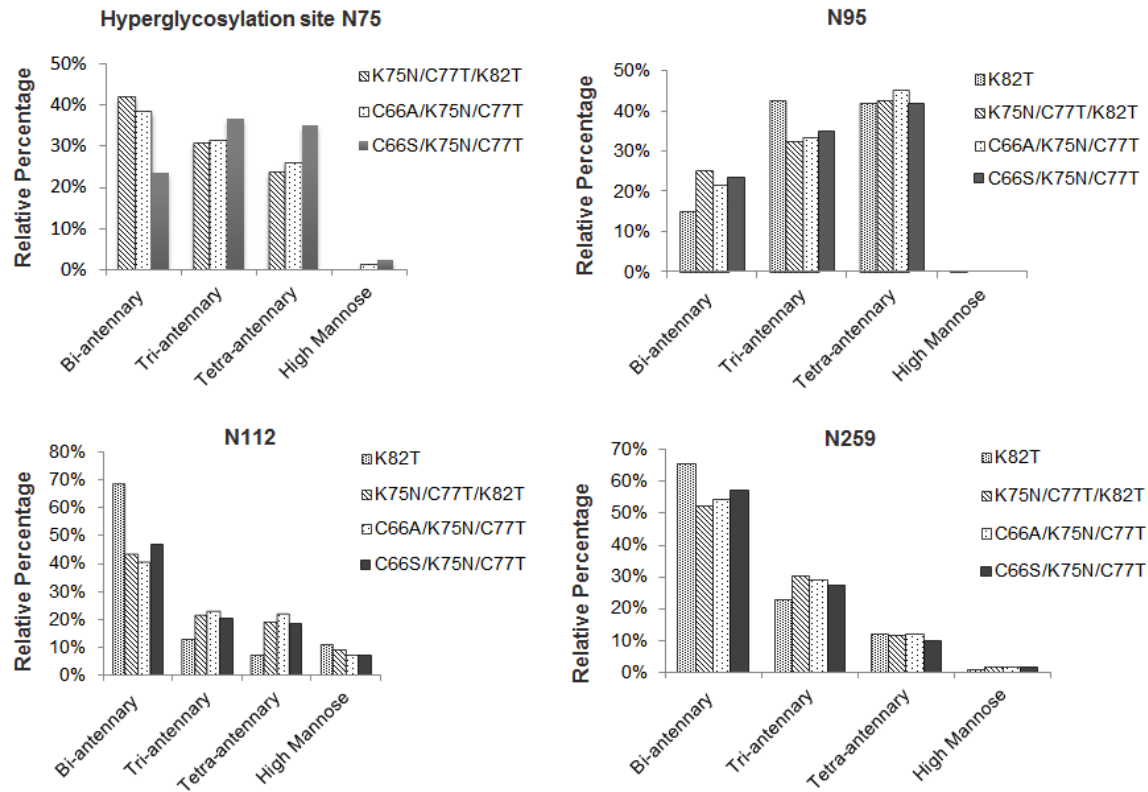 Hyperglycosylation site N75
Relative Percentage
50%
40%
30%
20%
10%
0%
Bi-antennary
Tri-antennary
Tetra-antennary
High Mannose
K75N/C77T/K82T
C66A/K75N/C77T
C66S/K75N/C77T
N95
Relative Percentage
50%
40%
30%
20%
10%
0%
Bi-antennary
Tri-antennary
Tetra-antennary
High Mannose
K82T
K75N/C77T/K82T
C66A/K75N/C77T
C66S/K75N/C77T
N112
Relative Percentage
80%
70%
60%
50%
40%
30%
20%
10%
0%
Bi-antennary
Tri-antennary
Tetra-antennary
High Mannose
K82T
K75N/C77T/K82T
C66A/K75N/C77T
C66S/K75N/C77T
N259
Relative Percentage
70%
60%
50%
40%
30%
20%
10%
0%
Bi-antennary
Tri-antennary
Tetra-antennary
High Mannose
K82T
K75N/C77T/K82T
C66A/K75N/C77T
C66S/K75N/C77T